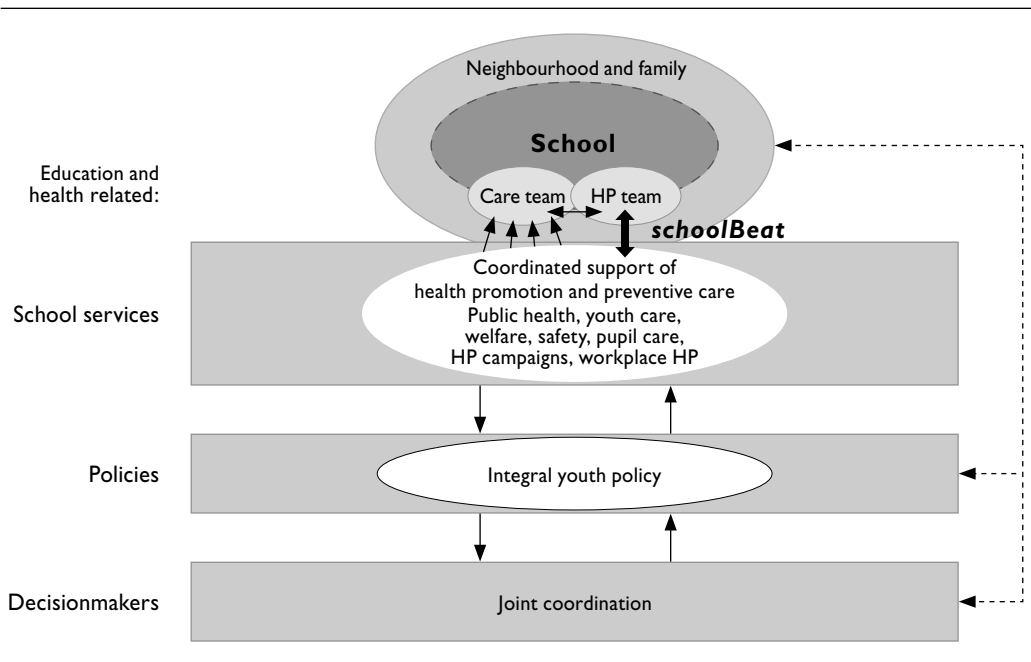 Neighbourhood and family
School
Education and
health related:
Care team
HP team
schoolBeat
School services
Coordinated support of
health promotion and preventive care
Public health, youth care,
welfare, safety, pupil care,
HP campaigns, workplace HP
Policies
Integral youth policy
Decisionmakers
Joint coordination